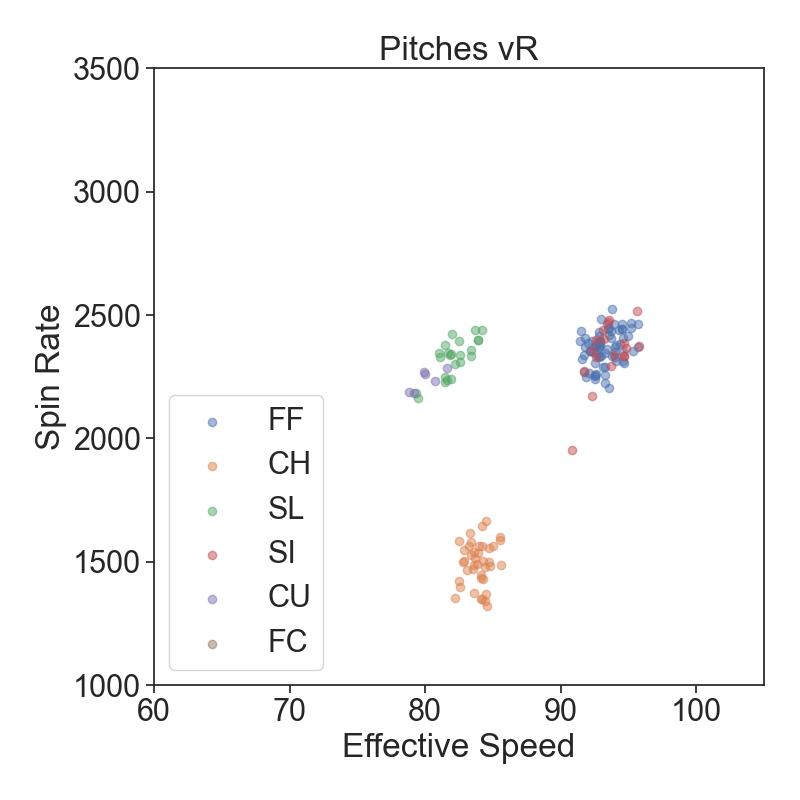 Pitches vR
3500
3000
2500
2000
1500
1000
Spin Rate
FF
CH
SL
SI
CU
FC
60 70 80 90 100
Effective Speed